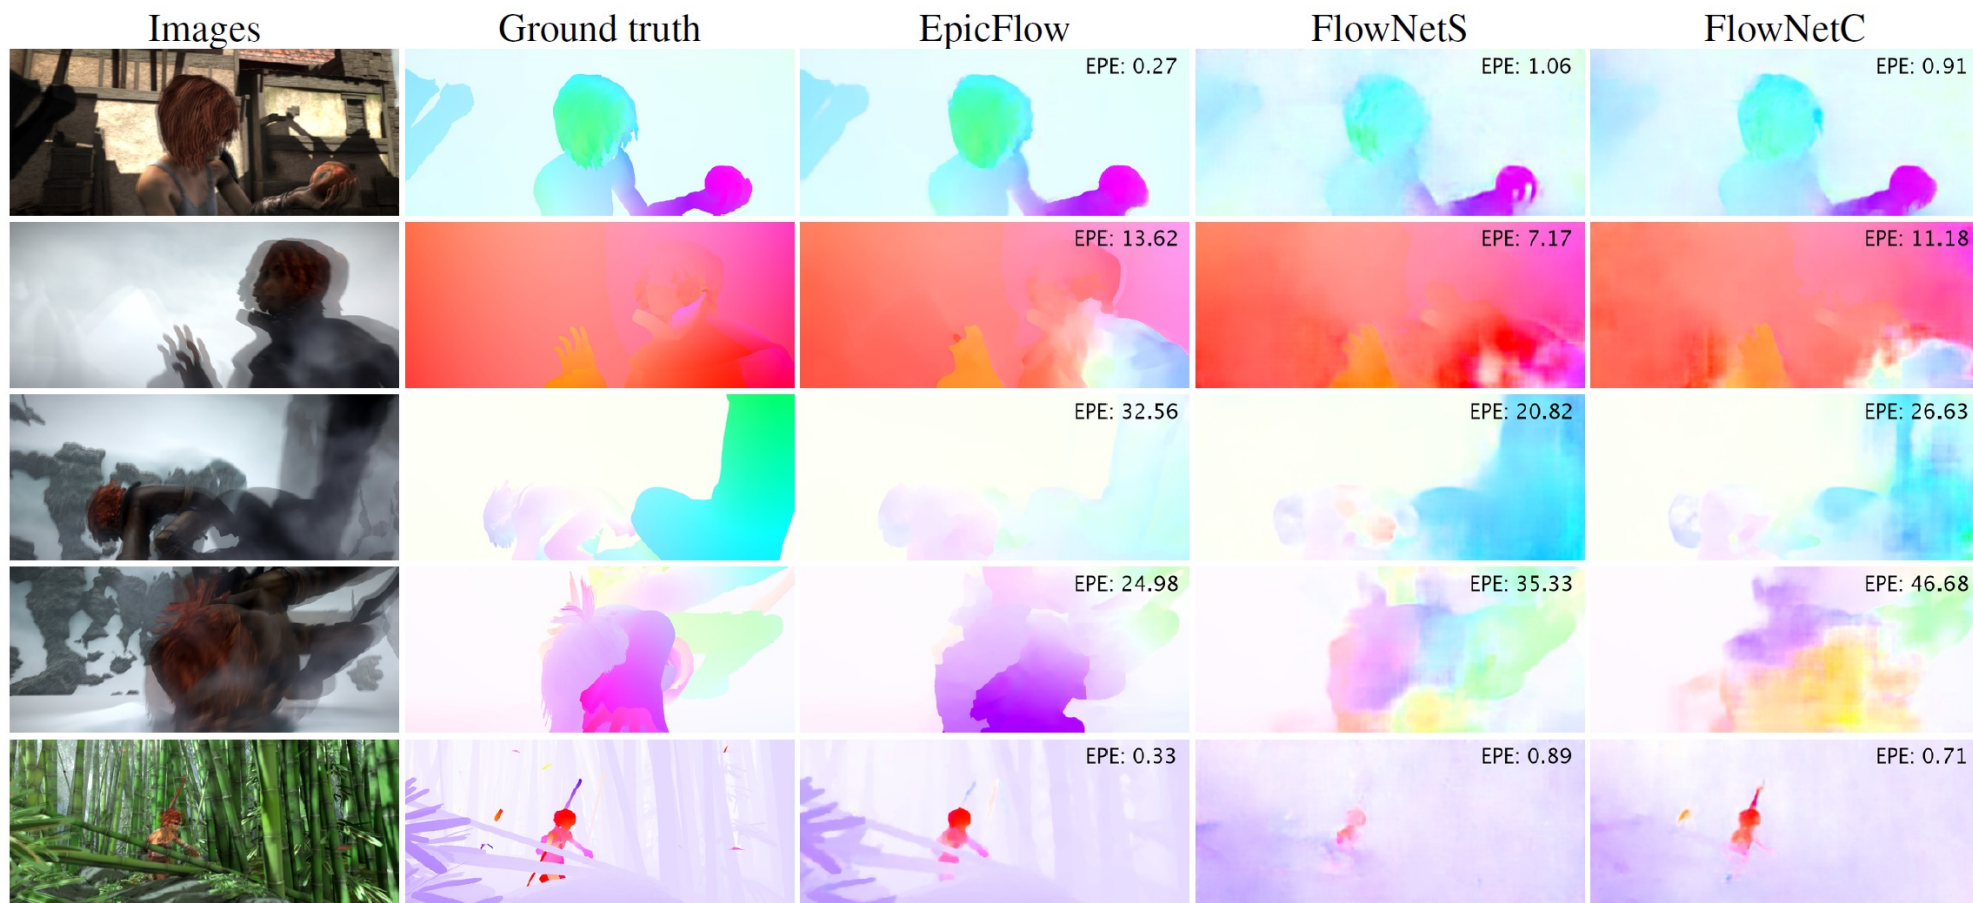 Images Ground truth EpicFlow FlowNetS FlowNetC
EPE: 0.27 EPE: 1.06 EPE: 0.91
EPE: 13.62 EPE: 7.17 EPE: 11.18
EPE: 32.56 EPE: 20.82 EPE: 26.63
EPE: 24.98 EPE: 35.33 EPE: 46.68
EPE: 0.33 EPE: 0.89 EPE: 0.71